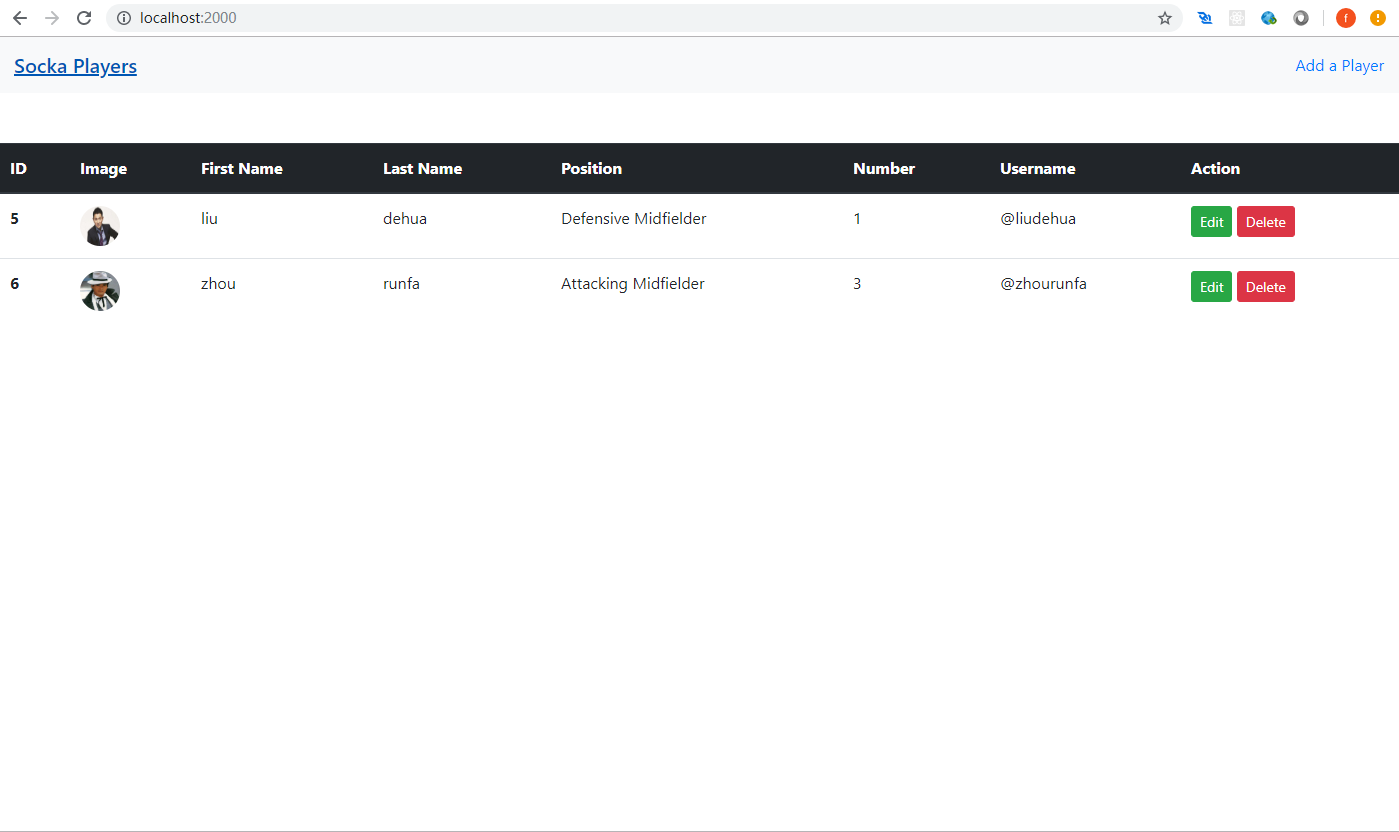 localhost:2000
f
Socka Players Add a Player
ID Image First Name Last Name Position Number Username Action
5 liu dehua Defensive Midfielder 1 @liudehua Edit Delete
6 zhou runfa Attacking Midfielder 3 @zhourunfa Edit Delete